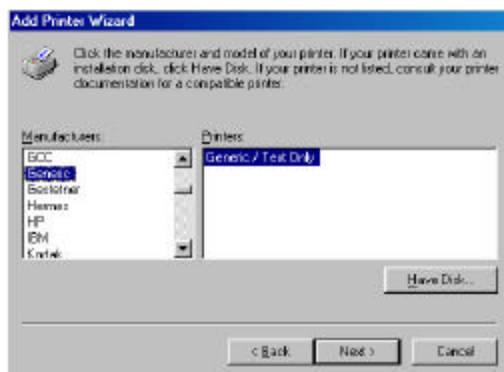 Add Printer Wizard
Click the manufacturer and model of your printer. If your printer came with an
installation disk, click Have Disk. If your printer is not listed, consult your printer
documentation for a compatible printer.
Manufacturers:
Printers:
GCC
Generic
Gestetner
Hermes
HP
IBM
Kodak
Generic / Text Only
Have Disk...
< Back
Next >
Cancel